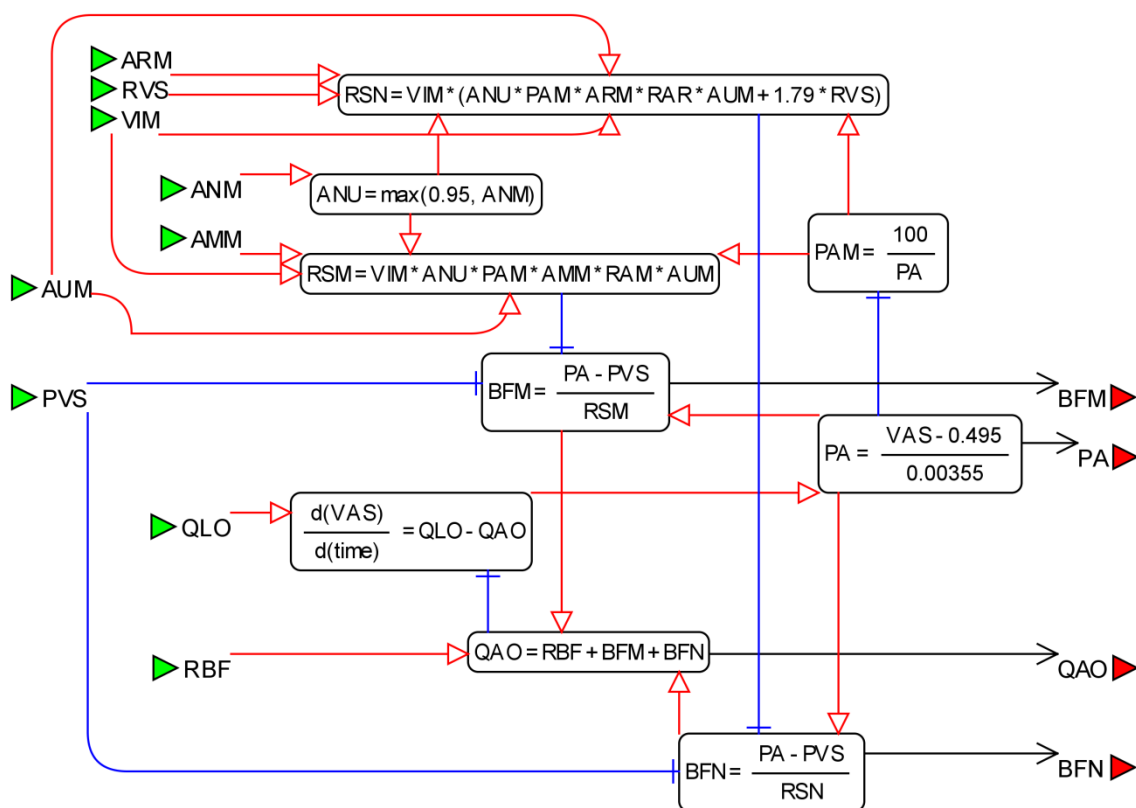 ARM
RVS
VIM
RSN=VIM*(ANU*PAM*ARM*RAR*AUM+1.79*RVS)
ANM
ANU=max(0.95, ANM)
AMM
PAM= 100
PA
AUM
RSM=VIM*ANU*PAM*AMM*RAM*AUM
PVS
BFM= PA-PVS
RSM
BFM
PA= VAS-0.495
0.00355
PA
QLO
d(VAS)
d(time) =QLO-QAO
RBF
QAO=RBF+BFM+BFN
QAO
BFN= PA-PVS
RSN
BFN